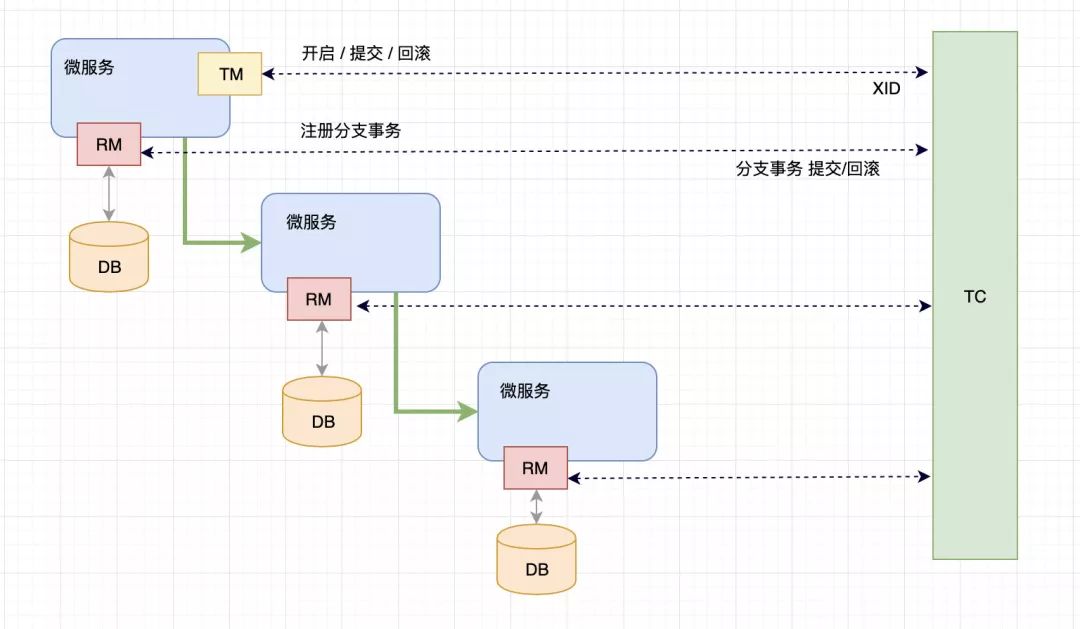 开启 / 提交 / 回滚
微服务
TM
XID
注册分支事务
RM
分支事务 提交/回滚
微服务
DB
TC
RM
微服务
DB
RM
DB